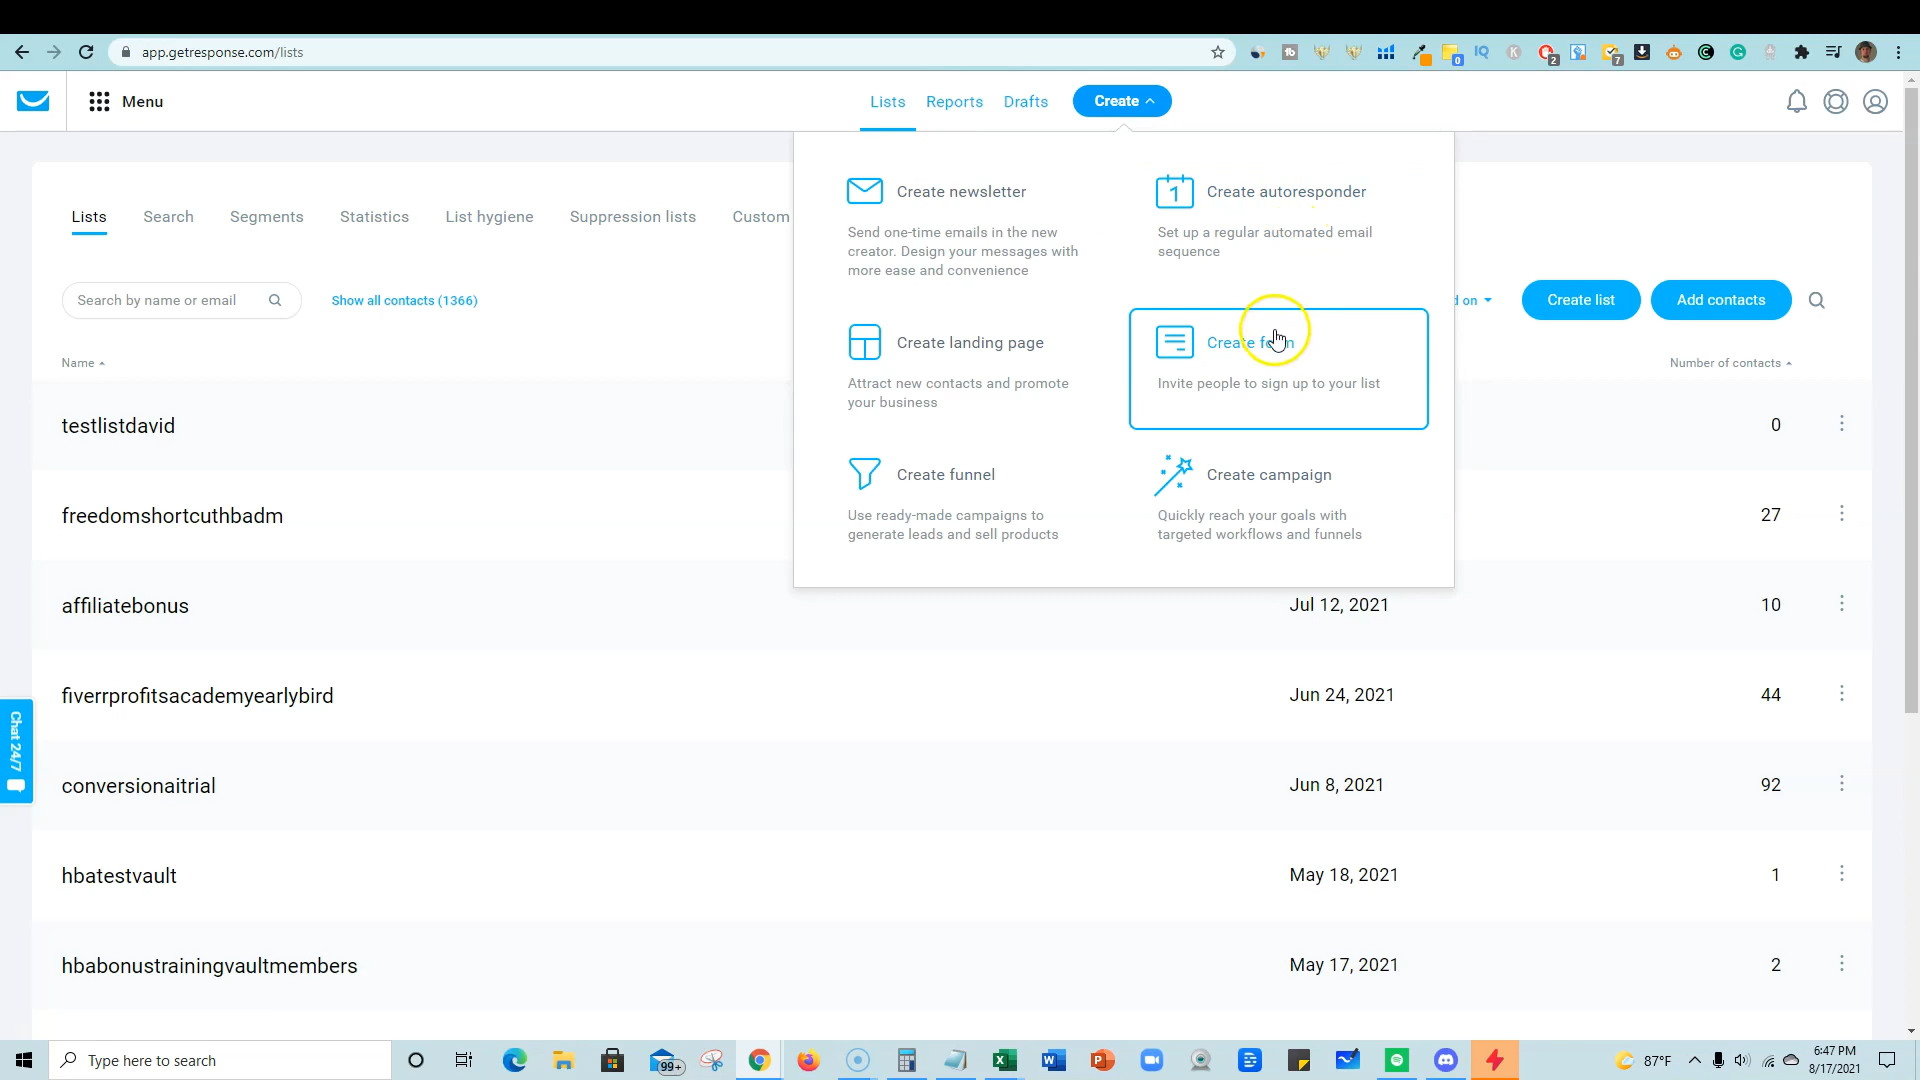 app.getresponse.com/lists
0
2
7
Menu
Lists
Reports
Drafts
Create
Lists
Search
Segments
Statistics
List hygiene
Suppression lists
Custom
Create newsletter
Send one-time emails in the new
creator. Design your messages with
more ease and convenience
Create autoresponder
Set up a regular automated email
sequence
Create landing page
Attract new contacts and promote
your business
Create form
Invite people to sign up to your list
Create funnel
Use ready-made campaigns to
generate leads and sell products
Create campaign
Quickly reach your goals with
targeted workflows and funnels
Search by name or email
Show all contacts (1366)
d on
Create list
Add contacts
Name
Number of contacts
testlistdavid
0
freedomshortcuthbadm
27
affiliatebonus
Jul 12, 2021
10
fiverrprofitsacademyearlybird
Jun 24, 2021
44
conversionaitrial
Jun 8, 2021
92
hbatestvault
May 18, 2021
1
hbabonustrainingvaultmembers
May 17, 2021
2
Chat 24/7
Type here to search
99+
87°F
6:47 PM
8/17/2021